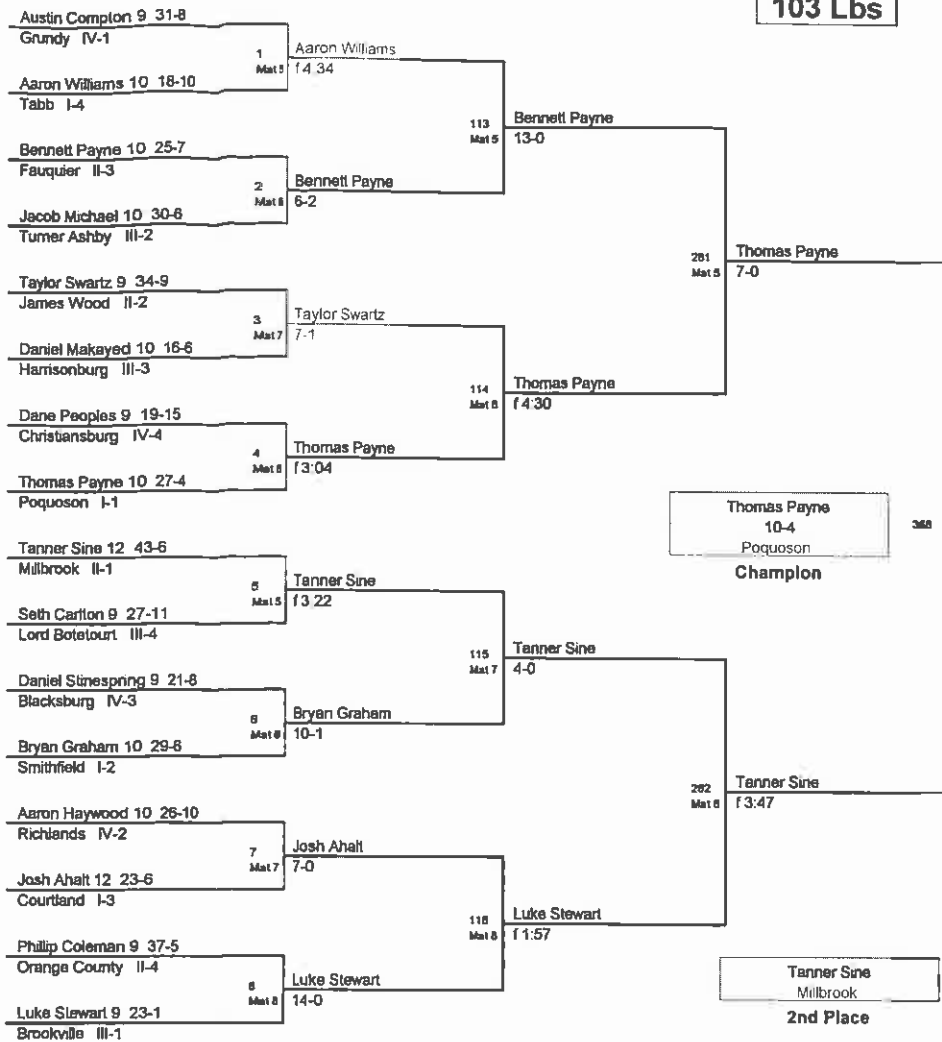 103 Lbs
Austin Compton 9 31-8
Grundy IV-1
1
Mat 5
Aaron Williams
f 4:34
Aaron Williams 10 18-10
Tabb I-4
113
Mat 5
Bennett Payne
13-0
Bennett Payne 10 25-7
Fauquier II-3
2
Mat 6
Bennett Payne
6-2
Jacob Michael 10 30-6
Turner Ashby III-2
281
Mat 5
Thomas Payne
7-0
Taylor Swartz 9 34-9
James Wood II-2
3
Mat 7
Taylor Swartz
7-1
Daniel Makayed 10 16-6
Harrisonburg III-3
114
Mat 6
Thomas Payne
f 4:30
Dane Peoples 9 19-15
Christiansburg IV-4
4
Mat 8
Thomas Payne
f 3:04
Thomas Payne 10 27-4
Poquoson I-1
Thomas Payne
10-4
Poquoson
Champion
Tanner Sine 12 43-6
Millbrook II-1
5
Mat 5
Tanner Sine
f 3:22
Seth Carlton 9 27-11
Lord Botetourt III-4
115
Mat 7
Tanner Sine
4-0
Daniel Stinespring 9 21-8
Blacksburg IV-3
6
Bryan Graham
10-1
Bryan Graham 10 29-6
Smithfield I-2
282
Mat 6
Tanner Sine
f 3:47
Aaron Haywood 10 26-10
Richlands IV-2
7
Mat 7
Josh Ahalt
7-0
Josh Ahalt 12 23-6
Courtland I-3
116
Mat 8
Luke Stewart
f 1:57
Phillip Coleman 9 37-5
Orange County II-4
8
Mat 8
Luke Stewart
14-0
Luke Stewart 9 23-1
Brookville III-1
Tanner Sine
Millbrook
2nd Place